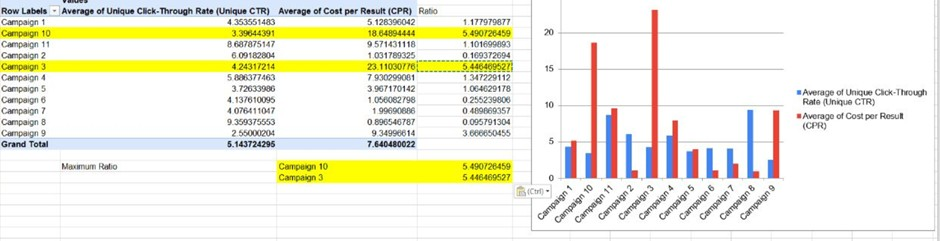 Values
Row Labels Average of Unique Click-Through Rate (Unique CTR) Average of Cost per Result (CPR) Ratio
Campaign 1 4.353551483 5.128396042 1.177979877
Campaign 10 3.39644391 18.64894444 5.490726459
Campaign 11 8.687875147 9.571431118 1.101699893
Campaign 2 6.09182804 1.031789325 0.169372694
Campaign 3 4.24317214 23.11030776 5.446469527
Campaign 4 5.886377463 7.930299081 1.347229112
Campaign 5 3.72633986 3.967170142 1.064629178
Campaign 6 4.137610095 1.056082798 0.255239806
Campaign 7 4.076411047 1.99690886 0.489869357
Campaign 8 9.359375553 0.896546787 0.095791304
Campaign 9 2.55000204 9.34996614 3.666650455
Grand Total 5.143724295 7.640480022
Maximum Ratio Campaign 10 5.490726459
Campaign 3 5.446469527
(Ctrl)
20
15
10
5
0
Campaign 1
Campaign 10
Campaign 11
Campaign 2
Campaign 3
Campaign 4
Campaign 5
Campaign 6
Campaign 7
Campaign 8
Campaign 9
Average of Unique Click-Through
Rate (Unique CTR)
Average of Cost per Result
(CPR)